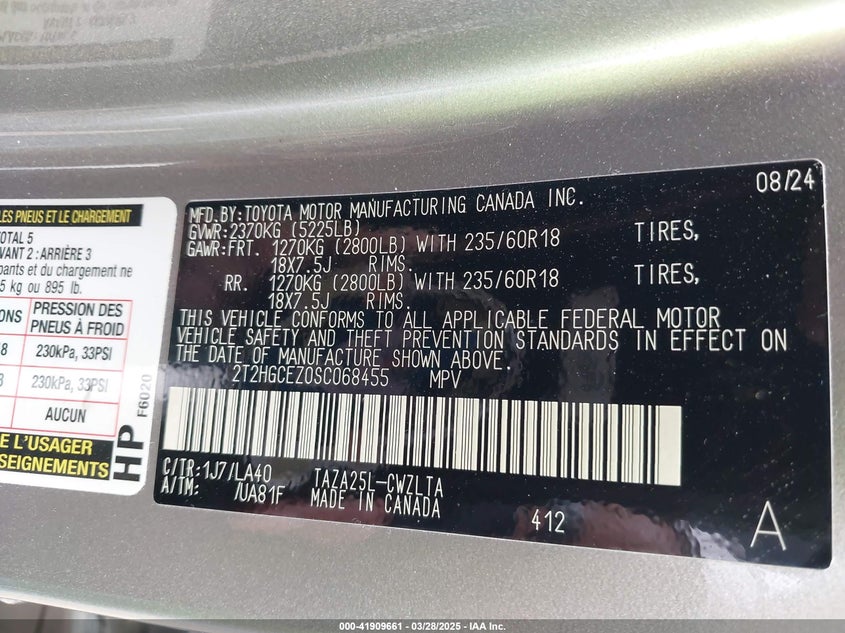 LES PNEUS ET LE CHARGEMENT
TOTAL 5
AVANT 2 : ARRIÈRE 3
pants et du chargement ne
5 kg ou 895 lb.
ONS
PRESSION DES
PNEUS À FROID
8
230kPa, 33PSI
8
230kPa, 33PSI
AUCUN
E L'USAGER
SEIGNEMENTS
HP
F6020
08/24
MFD.BY:TOYOTA MOTOR MANUFACTURING CANADA INC.
GVWR:2370KG (5225LB)
GAWR:FRT. 1270KG (2800LB) WITH 235/60R18 TIRES,
18X7.5J RIMS.
RR. 1270KG (2800LB) WITH 235/60R18 TIRES,
18X7.5J RIMS.
THIS VEHICLE CONFORMS TO ALL APPLICABLE FEDERAL MOTOR
VEHICLE SAFETY AND THEFT PREVENTION STANDARDS IN EFFECT ON
THE DATE OF MANUFACTURE SHOWN ABOVE.
2T2HGCEZ0SC068455 MPV
C/TR:1J7/LA40 TAZA25L-CWZLTA
A/TM: /UA81F MADE IN CANADA
412
A
000-41909661 - 03/28/2025 - IAA Inc.